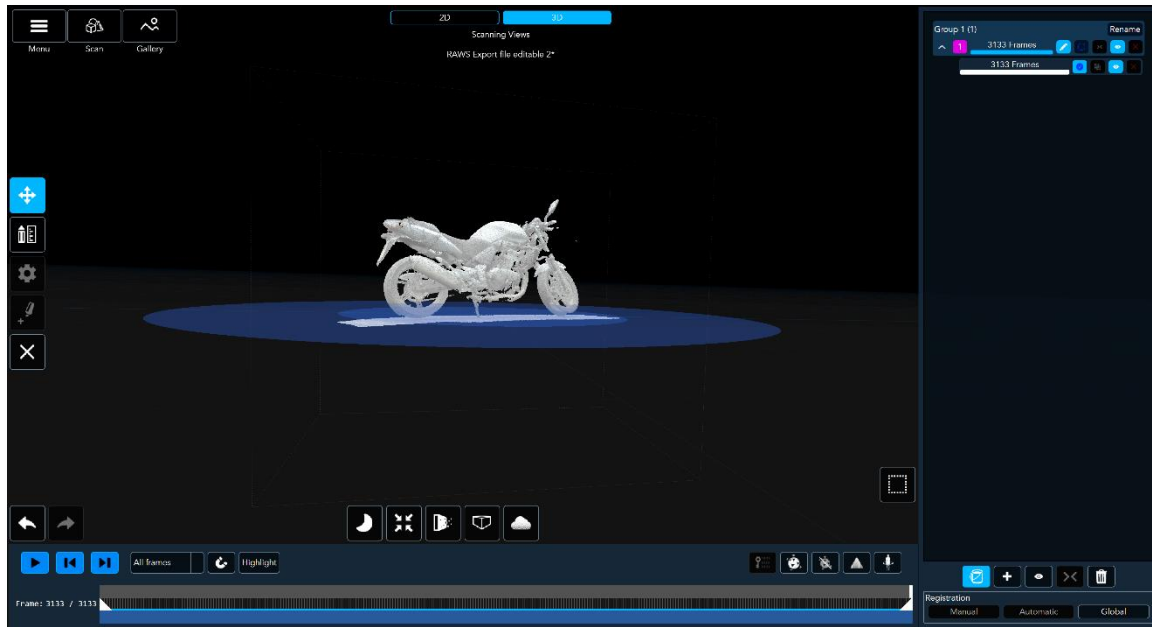 2D 3D
Menu Scan Gallery
Scanning Views
RAWS Export file editable 2*
Group 1 (1) Rename
1 3133 Frames
3133 Frames
All frames Highlight
Frame: 3133 / 3133
Registration
Manual Automatic Global